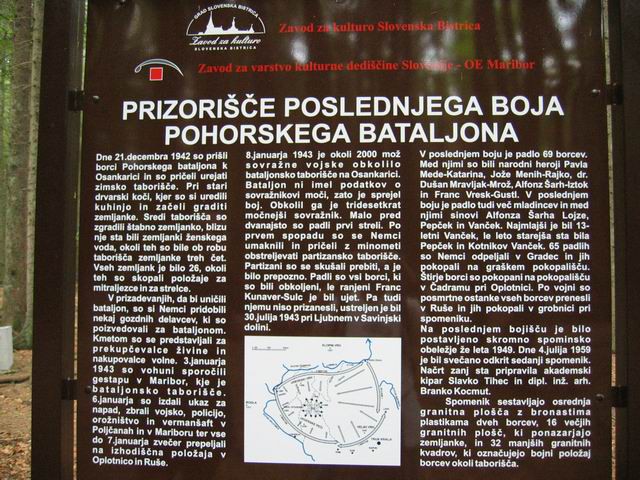 GRAD SLOVENSKA BISTRICA
Zavod za kulturo
SLOVENSKA BISTRICA
Zavod za kulturo Slovenska Bistrica
Zavod za varstvo kulturne dediščine Slovenije - OE Maribor
PRIZORIŠČE POSLEDNJEGA BOJA
POHORSKEGA BATALJONA
Dne 21.decembra 1942 so prišli
borci Pohorskega bataljona k
Osankarici in so pričeli urejati
zimsko taborišče. Pri stari
drvarski koči, kjer so si uredili
kuhinjo in začeli graditi
zemljanke. Sredi taborišča so
zgradili štabno zemljanko, blizu
nje sta bili zemljanki ženskega
voda, okoli teh so bile ob robu
taborišča zemljanke treh čet.
Vseh zemljank je bilo 26, okoli
teh so skopali položaje za
mitraljezce in za strelce.
V prizadevanjih, da bi uničili
bataljon, so si Nemci pridobili
nekaj gozdnih delavcev, ki so
poizvedovali za bataljonom.
Kmetom so se predstavljali za
prekupčevalce živine in
nakupovalce volne. 3.januarja
1943 so vohuni sporočili
gestapu v Maribor, kje je
bataljonsko taborišče.
6.januarja so izdali ukaz za
napad, zbrali vojsko, policijo,
orožništvo in vermanšaft v
Poljčanah in v Mariboru ter vse
do 7.januarja zvečer prepeljali
na izhodiščna položaja v
Oplotnico in Ruše.
8.januarja 1943 je okoli 2000 mož
sovražne vojske obkolilo
bataljonsko taborišče na Osankarici.
Bataljon ni imel podatkov o
sovražnikovi moči, zato je sprejel
boj. Obkolil ga je tridesetkrat
močnejši sovražnik. Malo pred
dvanajsto so padli prvi streli. Po
prvem spopadu so se Nemci
umaknili in pričeli z minometi
obstreljevati partizansko taborišče.
Partizani so se skušali prebiti, a je
bilo prepozno. Padli so vsi borci, ki
so bili obkoljeni, le ranjeni Franc
Kunaver-Sulc je bil ujet. Pa tudi
njemu niso prizanesli, ustreljen je bil
30.julija 1943 pri Ljubnem v Savinjski
dolini.
V poslednjem boju je padlo 69 borcev.
Med njimi so bili narodni heroji Pavla
Mede-Katarina, Jože Menih-Rajko, dr.
Dušan Mravljak-Mrož, Alfonz Šarh-Iztok
in Franc Vresk-Gustl. V poslednjem
boju je padlo tudi več mladincev in med
njimi sinovi Alfonza Šarha Lojze,
Pepček in Vanček. Najmlajši je bil 13-
letni Vanček, le leto starejša sta bila
Pepček in Kotnikov Vanček. 65 padlih
so Nemci odpeljali v Gradec in jih
pokopali na graškem pokopališču.
Štirje borci so pokopani na pokopališču
v Čadramu pri Oplotnici. Po vojni so
posmrtne ostanke vseh borcev prenesli
v Ruše in jih pokopali v grobnici pri
spomeniku.
Na poslednjem bojišču je bilo
postavljeno skromno spominsko
obeležje že leta 1949. Dne 4.julija 1959
je bil svečano odkrit sedanji spomenik.
Načrt zanj sta pripravila akademski
kipar Slavko Tihec in dipl. inž. arh.
Branko Kocmut.
Spomenik sestavljajo osrednja
granitna plošča z bronastima
plastikama dveh borcev, 16 večjih
granitnih plošč, ki ponazarjajo
zemljanke, in 32 manjših granitnih
kvadrov, ki označujejo bojni položaj
borcev okoli taborišča.